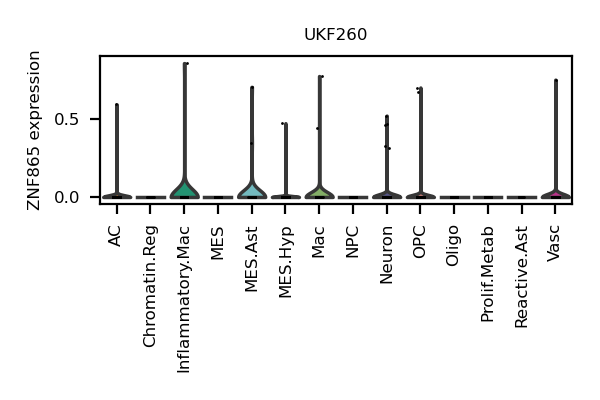 UKF260
ZNF865 expression
0.5
0.0
AC
Chromatin.Reg
Inflammatory.Mac
MES
MES.Ast
MES.Hyp
Mac
NPC
Neuron
OPC
Oligo
Prolif.Metab
Reactive.Ast
Vasc